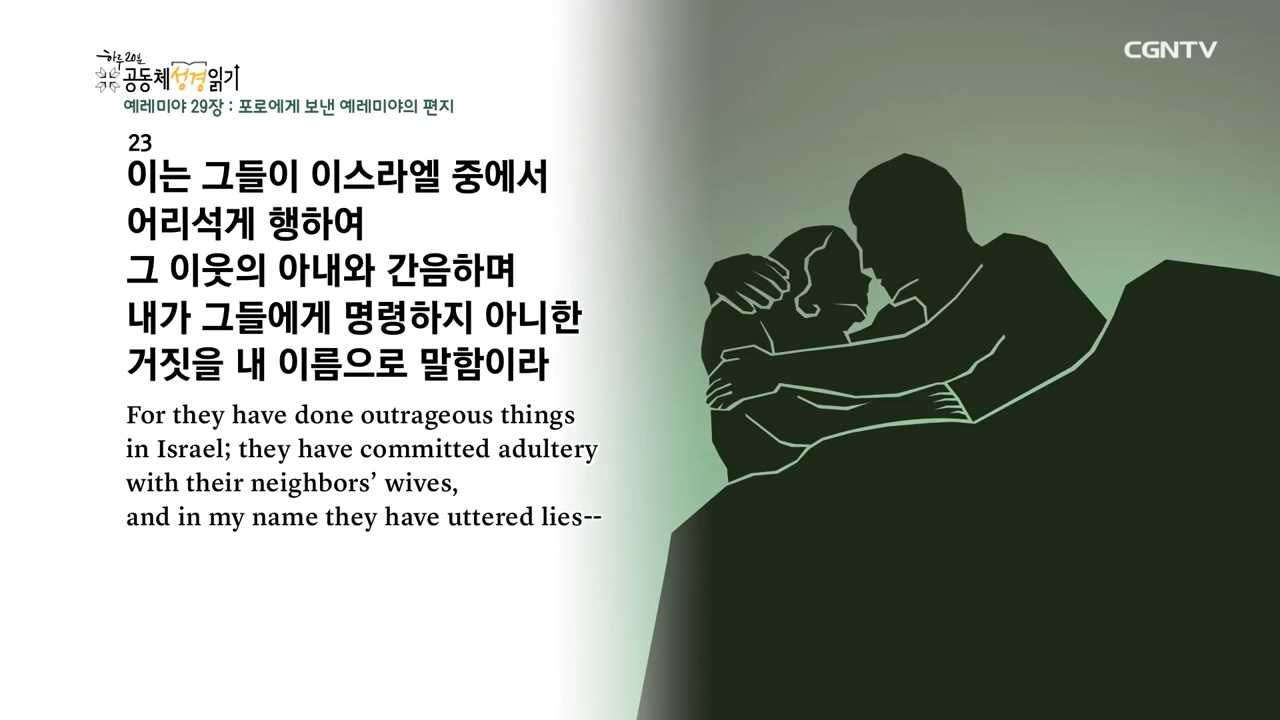 하루20분
공동체성경읽기
CGNTV
예레미야 29장 : 포로에게 보낸 예레미야의 편지
23
이는 그들이 이스라엘 중에서
어리석게 행하여
그 이웃의 아내와 간음하며
내가 그들에게 명령하지 아니한
거짓을 내 이름으로 말함이라
For they have done outrageous things
in Israel; they have committed adultery
with their neighbors’ wives,
and in my name they have uttered lies--